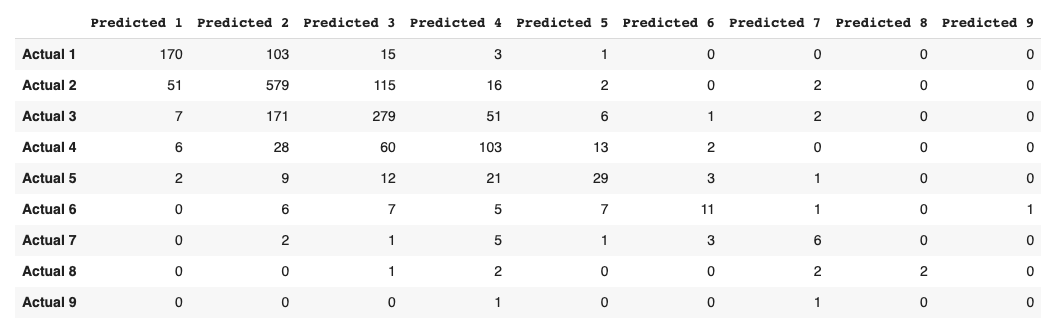 Predicted 1 Predicted 2 Predicted 3 Predicted 4 Predicted 5 Predicted 6 Predicted 7 Predicted 8 Predicted 9
Actual 1 170 103 15 3 1 0 0 0 0
Actual 2 51 579 115 16 2 0 2 0 0
Actual 3 7 171 279 51 6 1 2 0 0
Actual 4 6 28 60 103 13 2 0 0 0
Actual 5 2 9 12 21 29 3 1 0 0
Actual 6 0 6 7 5 7 11 1 0 1
Actual 7 0 2 1 5 1 3 6 0 0
Actual 8 0 0 1 2 0 0 2 2 0
Actual 9 0 0 0 1 0 0 1 0 0